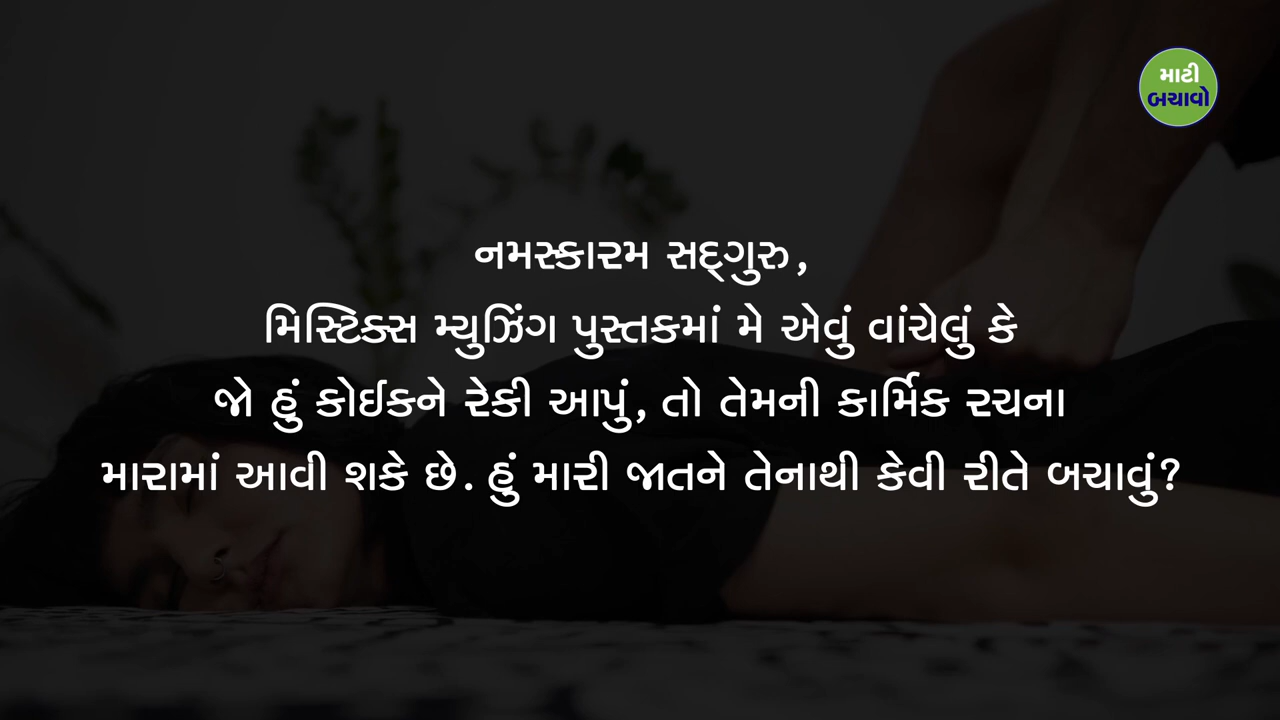 માટી
બચાવો
નમસ્કારમ સદ્‌ગુરુ,
મિસ્ટિક્સ મ્યુઝિંગ પુસ્તકમાં મે એવું વાંચેલું કે
જો હું કોઈકને રેકી આપું, તો તેમની કાર્મિક રચના
મારામાં આવી શકે છે. હું મારી જાતને તેનાથી કેવી રીતે બચાવું?